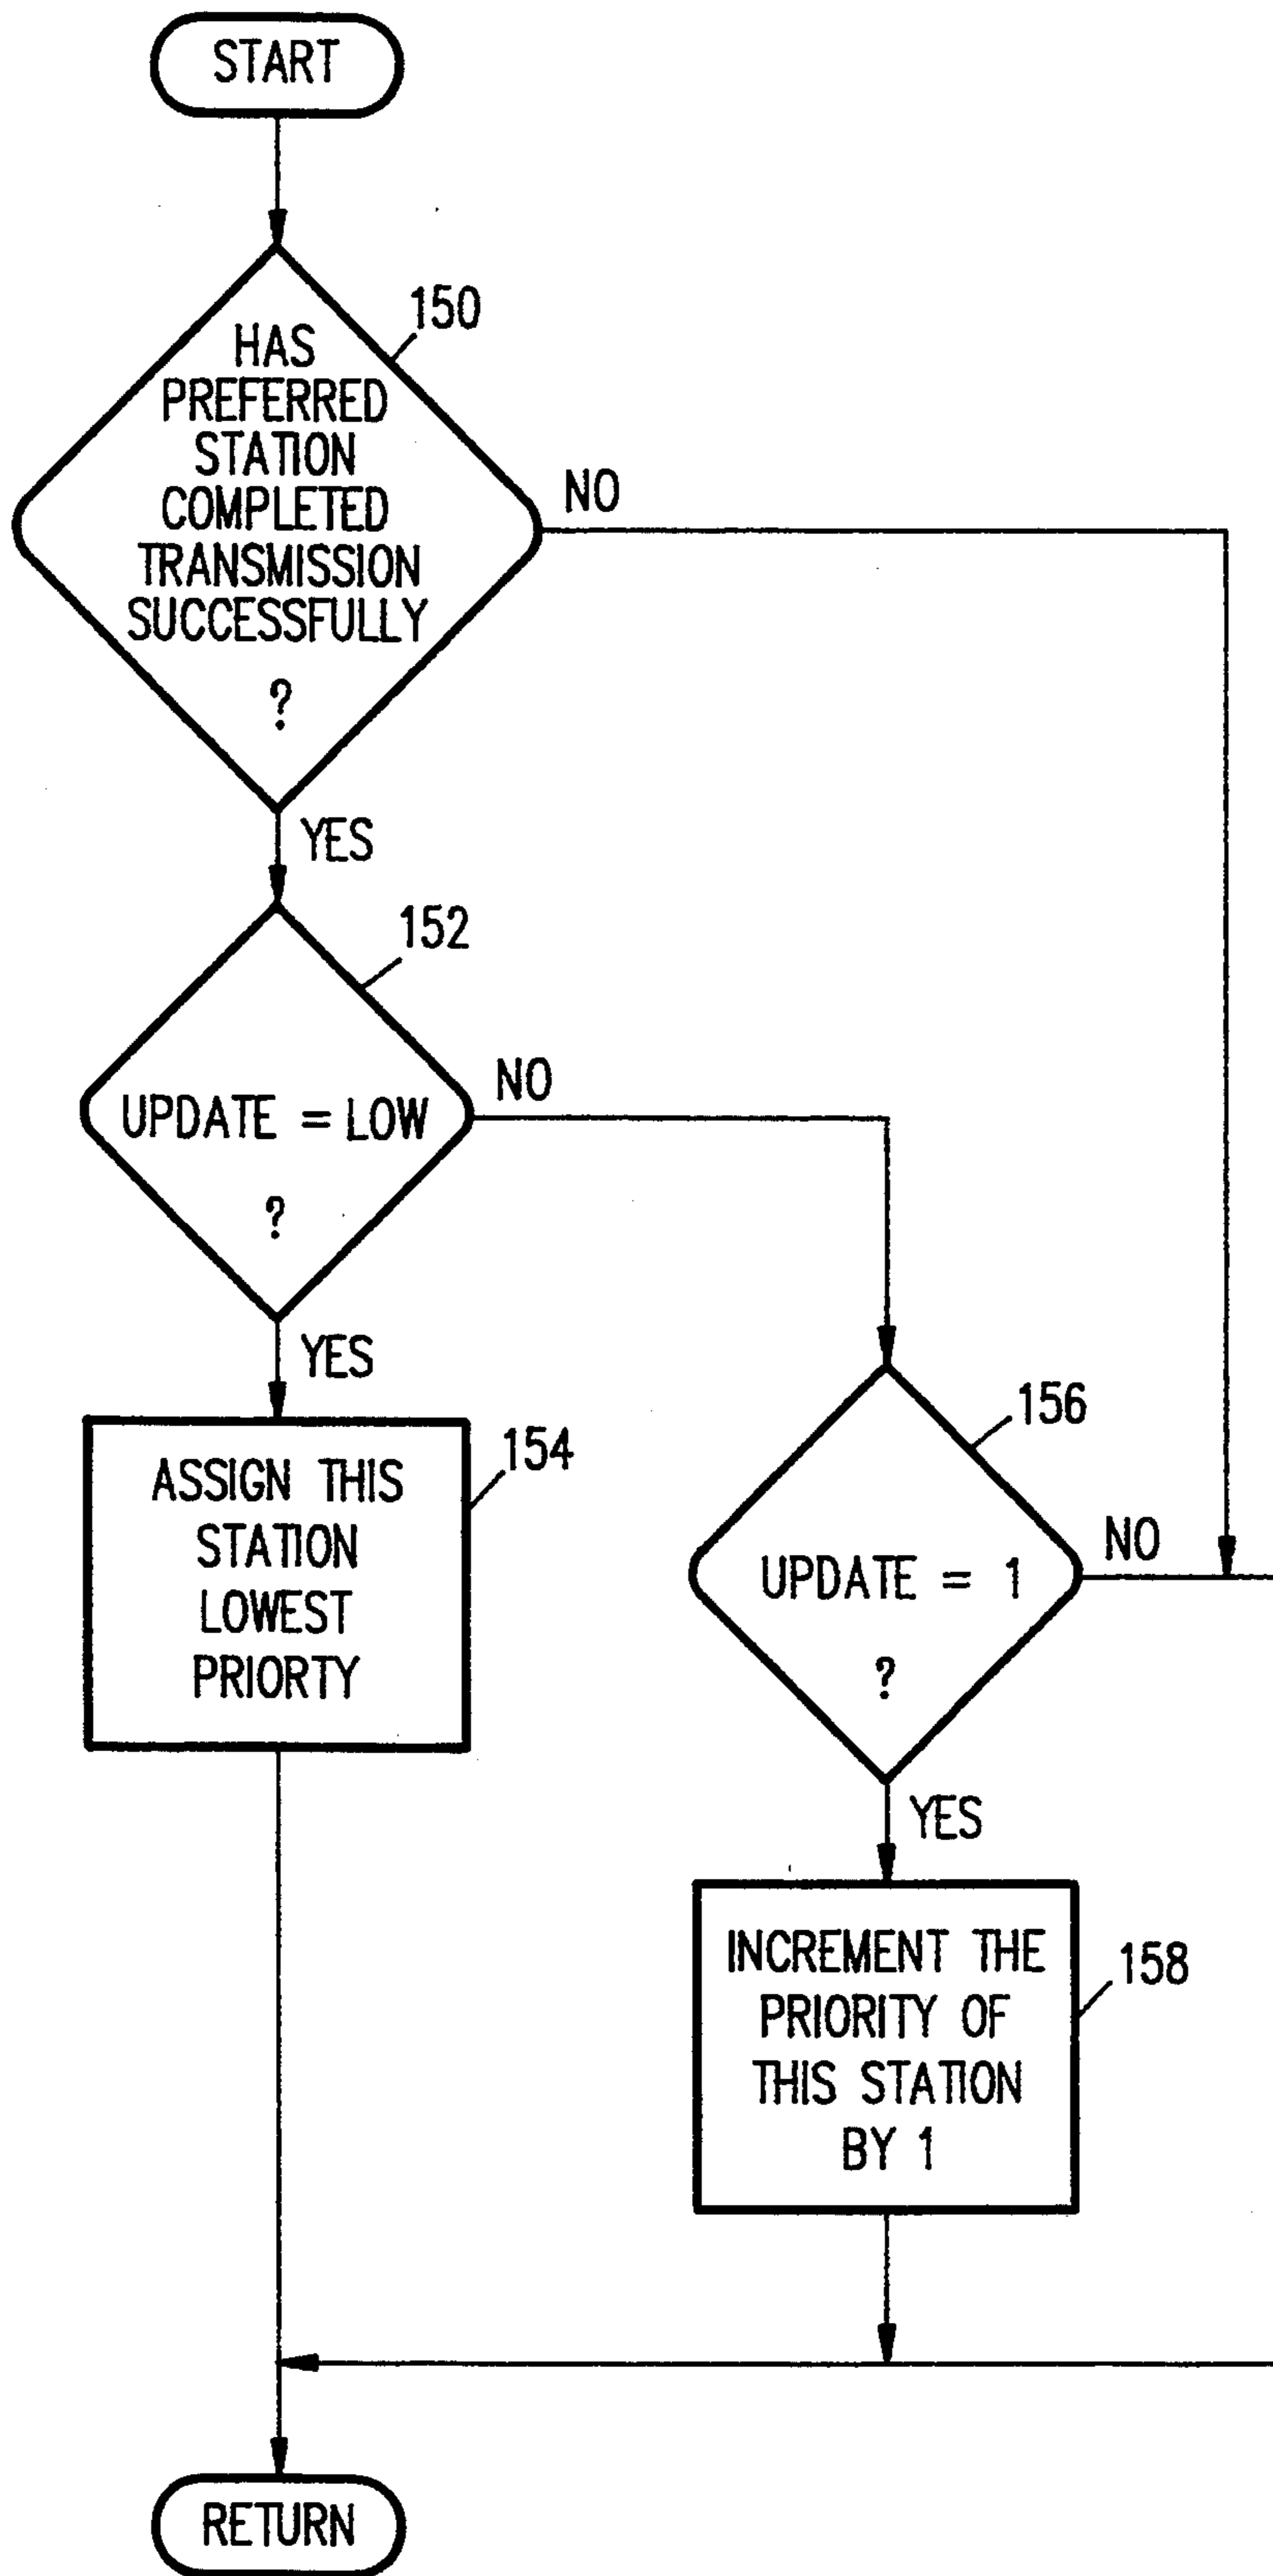 START
150
HAS
PREFERRED
STATION
COMPLETED
TRANSMISSION
SUCCESSFULLY
?
NO
YES
152
UPDATE = LOW
?
NO
YES
154
ASSIGN THIS
STATION
LOWEST
PRIORTY
156
UPDATE = 1
?
NO
YES
158
INCREMENT THE
PRIORITY OF
THIS STATION
BY 1
RETURN